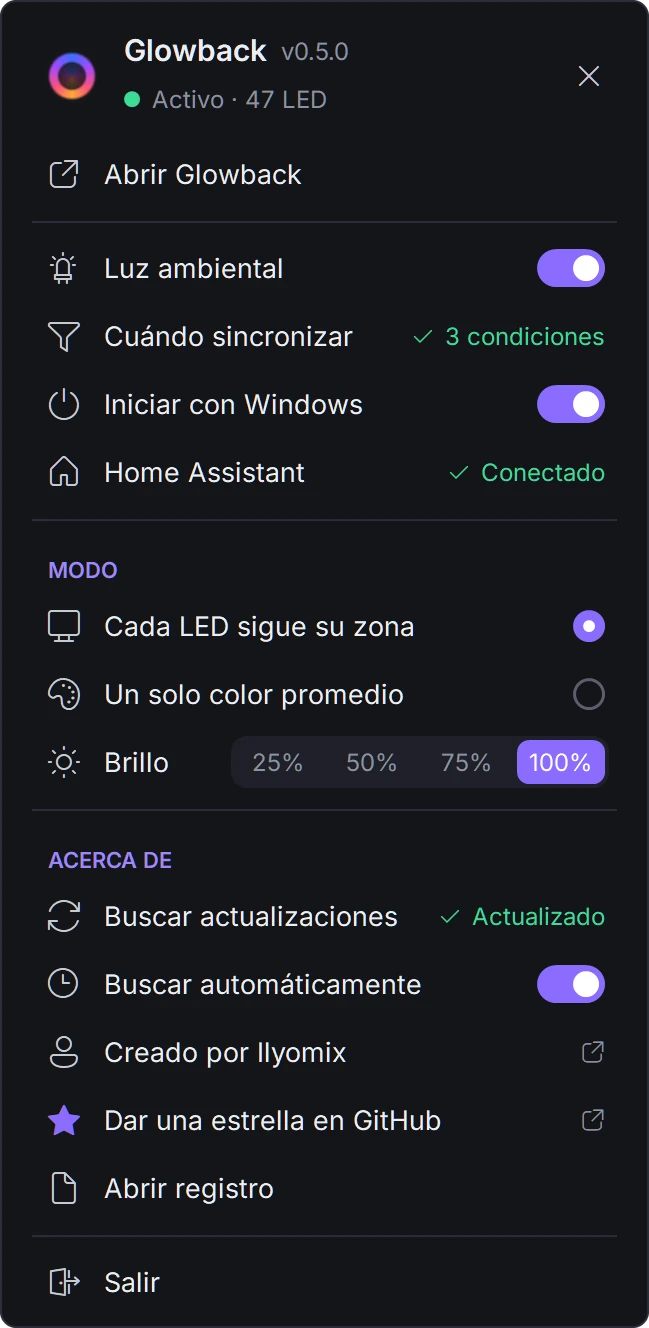 Glowback v0.5.0
Activo · 47 LED
Abrir Glowback
Luz ambiental
Cuándo sincronizar 3 condiciones
Iniciar con Windows
Home Assistant Conectado
MODO
Cada LED sigue su zona
Un solo color promedio
Brillo 25% 50% 75% 100%
ACERCA DE
Buscar actualizaciones Actualizado
Buscar automáticamente
Creado por Ilyomix
Dar una estrella en GitHub
Abrir registro
Salir